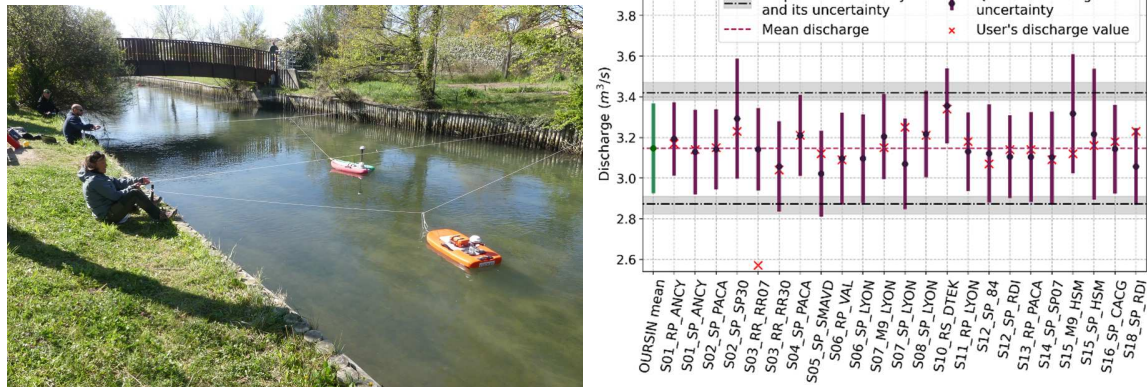 and its uncertainty
Mean discharge
uncertainty
User's discharge value
Discharge (m³/s)
3.8
3.6
3.4
3.2
3.0
2.8
2.6
OURSIN mean
S01_RP_ANCY
S01_SP_ANCY
S02_SP_PACA
S02_SP_SP30
S03_RR_RR07
S03_RR_RR30
S04_SP_PACA
S05_SP_SMAVD
S06_RP_VAL
S06_SP_LYON
S07_M9_LYON
S07_SP_LYON
S08_SP_LYON
S10_RS_DTEK
S11_RP_LYON
S12_SP_84
S12_SP_RDI
S13_RP_PACA
S14_SP_SP07
S15_M9_HSM
S15_SP_HSM
S16_SP_CACG
S18_SP_RDI